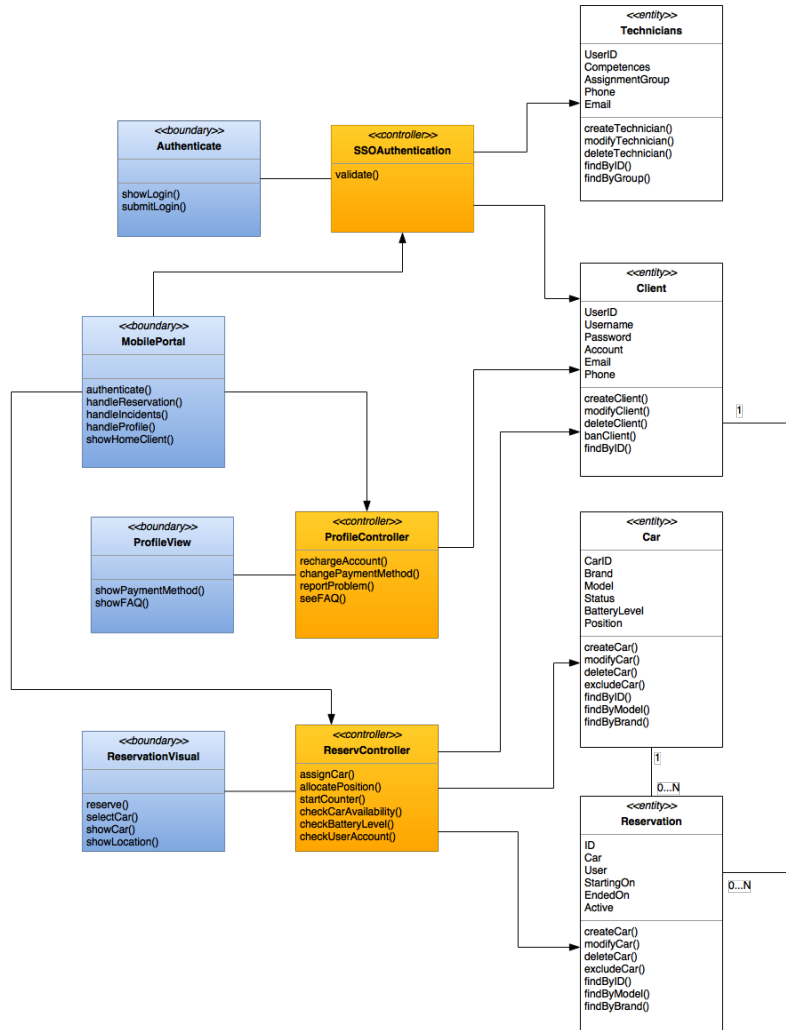 <<entity>>
Technicians
UserID
Competences
AssignmentGroup
Phone
Email
createTechnician()
modifyTechnician()
deleteTechnician()
findByID()
findByGroup()
<<boundary>>
Authenticate
showLogin()
submitLogin()
<<controller>>
SSOAuthentication
validate()
<<entity>>
Client
UserID
Username
Password
Account
Email
Phone
createClient()
modifyClient()
deleteClient()
banClient()
findByID()
1
<<boundary>>
MobilePortal
authenticate()
handleReservation()
handleIncidents()
handleProfile()
showHomeClient()
<<boundary>>
ProfileView
showPaymentMethod()
showFAQ()
<<controller>>
ProfileController
rechargeAccount()
changePaymentMethod()
reportProblem()
seeFAQ()
<<entity>>
Car
CarID
Brand
Model
Status
BatteryLevel
Position
createCar()
modifyCar()
deleteCar()
excludeCar()
findByID()
findByModel()
findByBrand()
1
0...N
<<boundary>>
ReservationVisual
reserve()
selectCar()
showCar()
showLocation()
<<controller>>
ReservController
assignCar()
allocatePosition()
startCounter()
checkCarAvailability()
checkBatteryLevel()
checkUserAccount()
<<entity>>
Reservation
ID
Car
User
StartingOn
EndedOn
Active
createCar()
modifyCar()
deleteCar()
excludeCar()
findByID()
findByModel()
findByBrand()
0...N